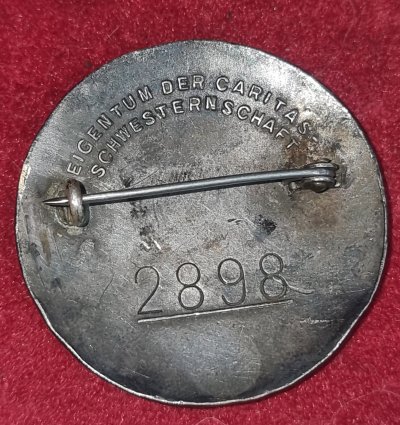 EIGENTUM DER CARITAS-
SCHWESTERNSCHAFT
2898